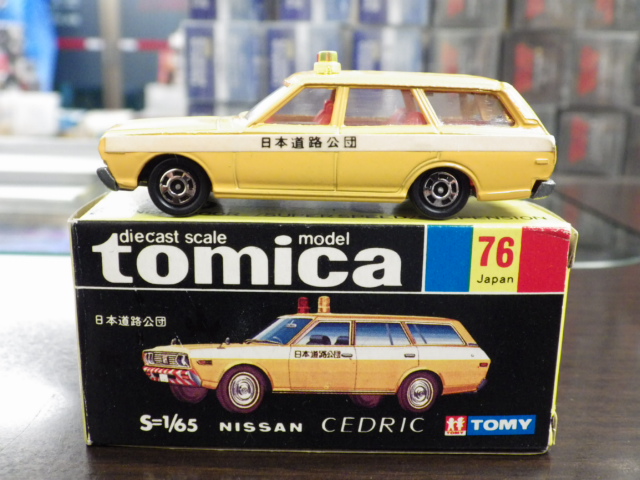 日本道路公団
diecast scale model
tomica
76
Japan
日本道路公団
日本道路公団
S=1/65 NISSAN CEDRIC
TOMY TOMY